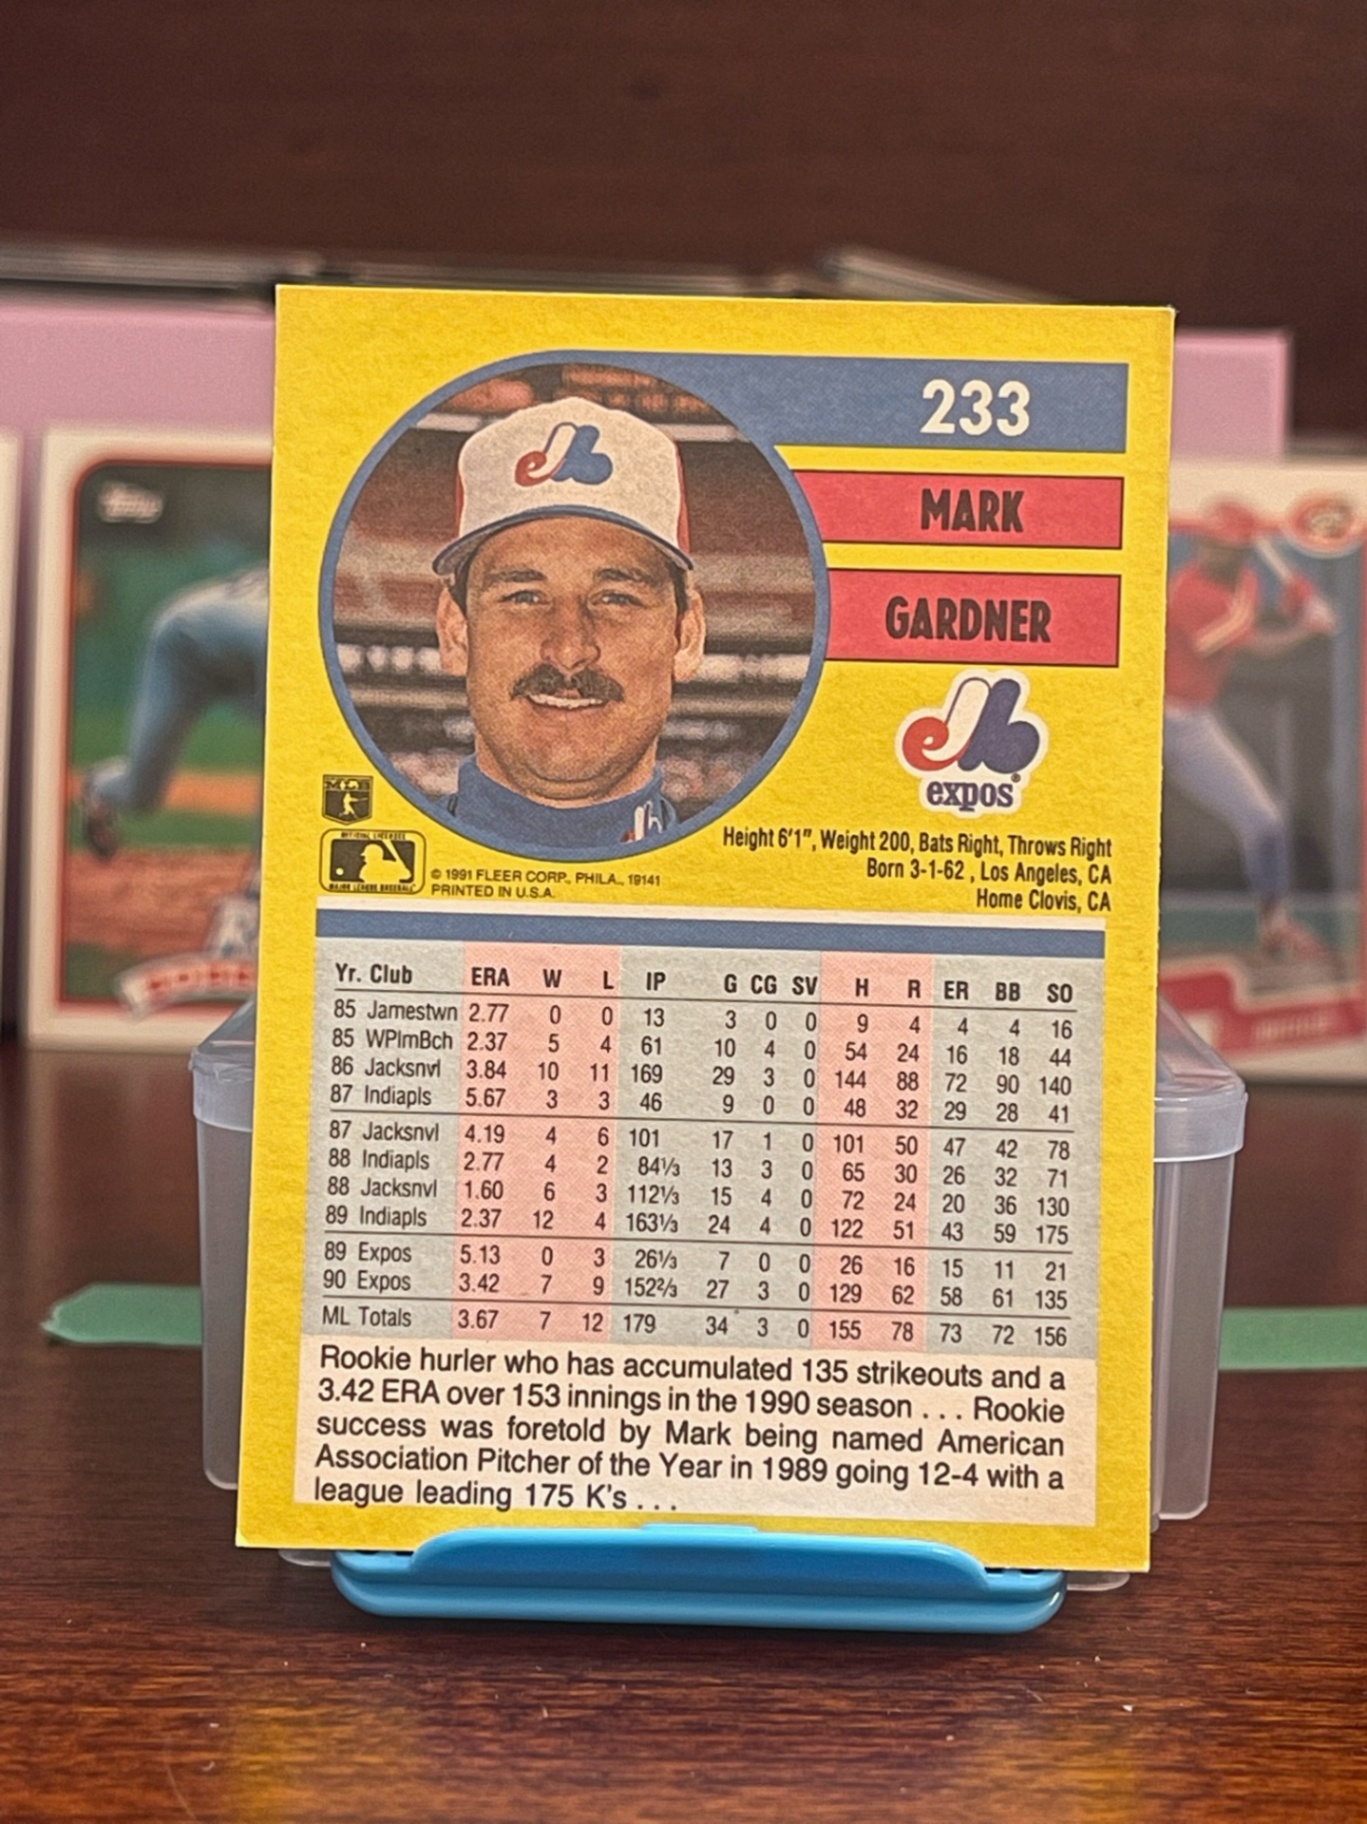 233
MARK
GARDNER
expos
Height 6'1", Weight 200, Bats Right, Throws Right
Born 3-1-62 , Los Angeles, CA
Home Clovis, CA
© 1991 FLEER CORP., PHILA., 19141
PRINTED IN U.S.A.
Yr. Club ERA W L IP G CG SV H R ER BB SO
85 Jamestwn 2.77 0 0 13 3 0 0 9 4 4 4 16
85 WPlmBch 2.37 5 4 61 10 4 0 54 24 16 18 44
86 Jacksnvl 3.84 10 11 169 29 3 0 144 88 72 90 140
87 Indiapls 5.67 3 3 46 9 0 0 48 32 29 28 41
87 Jacksnvl 4.19 4 6 101 17 1 0 101 50 47 42 78
88 Indiapls 2.77 4 2 84⅓ 13 3 0 65 30 26 32 71
88 Jacksnvl 1.60 6 3 112⅓ 15 4 0 72 24 20 36 130
89 Indiapls 2.37 12 4 163⅓ 24 4 0 122 51 43 59 175
89 Expos 5.13 0 3 26⅓ 7 0 0 26 16 15 11 21
90 Expos 3.42 7 9 152⅔ 27 3 0 129 62 58 61 135
ML Totals 3.67 7 12 179 34 3 0 155 78 73 72 156
Rookie hurler who has accumulated 135 strikeouts and a
3.42 ERA over 153 innings in the 1990 season . . . Rookie
success was foretold by Mark being named American
Association Pitcher of the Year in 1989 going 12-4 with a
league leading 175 K's . . .
Topps